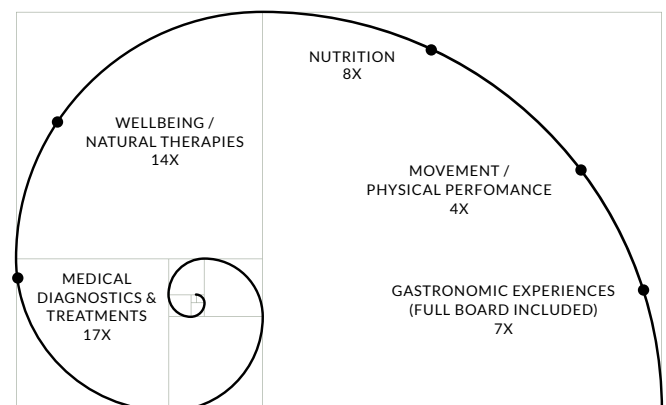 NUTRITION
8X
WELLBEING /
NATURAL THERAPIES
14X
MOVEMENT /
PHYSICAL PERFOMANCE
4X
MEDICAL
DIAGNOSTICS &
TREATMENTS
17X
GASTRONOMIC EXPERIENCES
(FULL BOARD INCLUDED)
7X